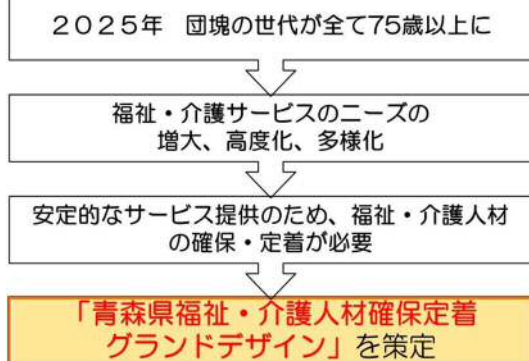 ２０２５年　団塊の世代が全て75歳以上に
福祉・介護サービスのニーズの
増大、高度化、多様化
安定的なサービス提供のため、福祉・介護人材
の確保・定着が必要
「青森県福祉・介護人材確保定着
グランドデザイン」を策定